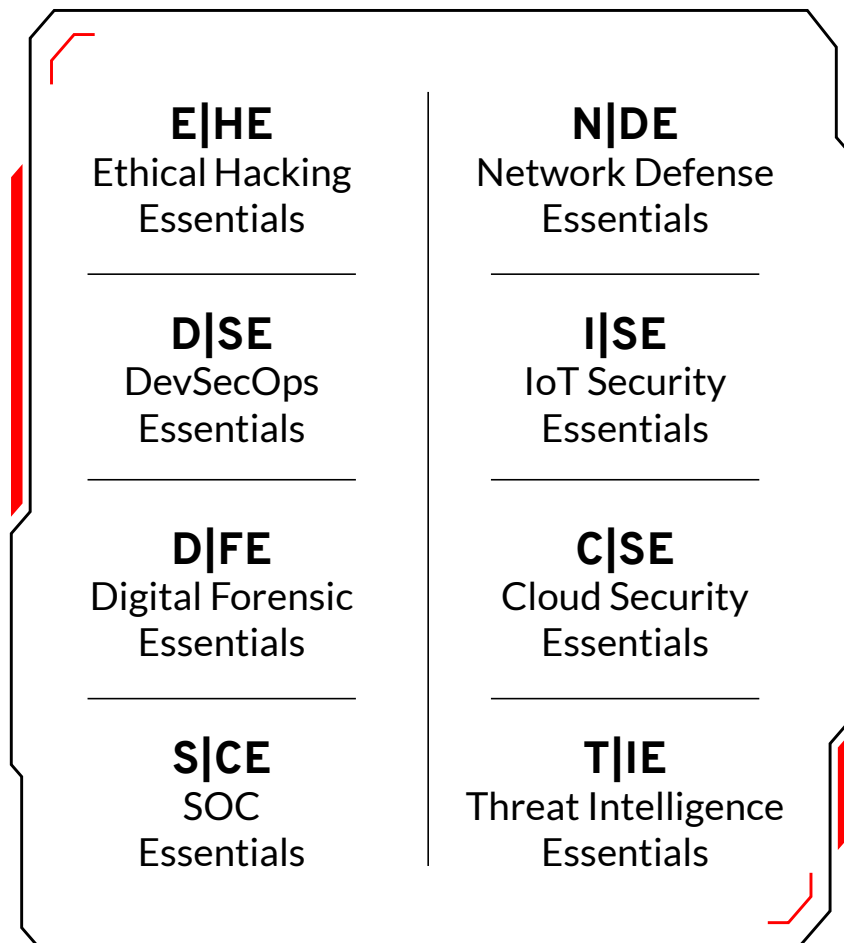 E|HE
Ethical Hacking
Essentials
N|DE
Network Defense
Essentials
D|SE
DevSecOps
Essentials
I|SE
IoT Security
Essentials
D|FE
Digital Forensic
Essentials
C|SE
Cloud Security
Essentials
S|CE
SOC
Essentials
T|IE
Threat Intelligence
Essentials